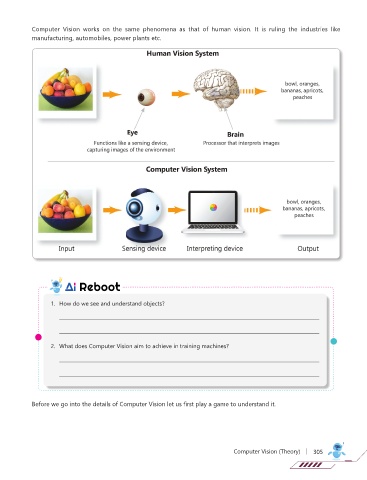 Computer Vision works on the same phenomena as that of human vision. It is ruling the industries like
manufacturing, automobiles, power plants etc.
Human Vision System
bowl, oranges,
bananas, apricots,
peaches
Eye
Brain
Functions like a sensing device,
capturing images of the environment
Processor that interprets images
Computer Vision System
bowl, oranges,
bananas, apricots,
peaches
Input
Sensing device
Interpreting device
Output
Ai Reboot
1. How do we see and understand objects?
2. What does Computer Vision aim to achieve in training machines?
Before we go into the details of Computer Vision let us first play a game to understand it.
Computer Vision (Theory) | 305